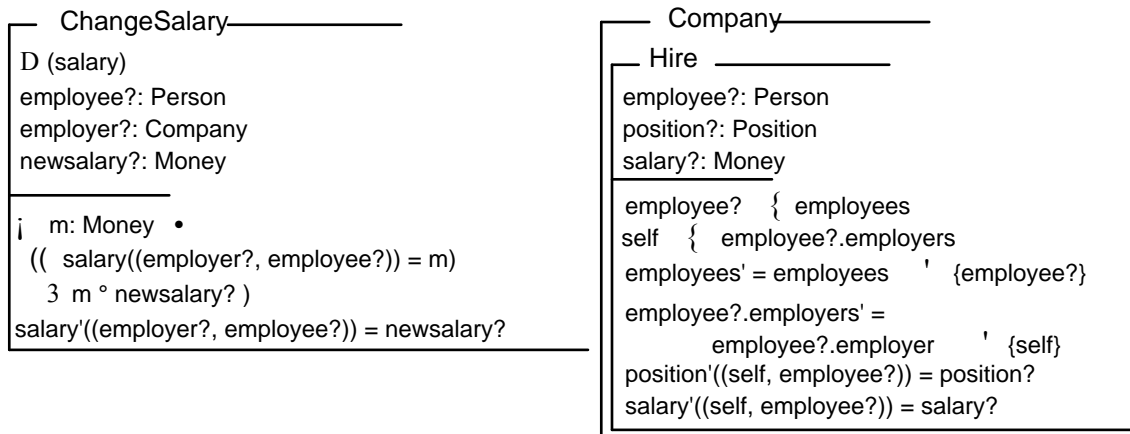 ChangeSalary
D (salary)
employee?: Person
employer?: Company
newsalary?: Money
¡ m: Money •
(( salary((employer?, employee?)) = m)
3 m ° newsalary? )
salary'((employer?, employee?)) = newsalary?
Company
Hire
employee?: Person
position?: Position
salary?: Money
employee? { employees
self { employee?.employers
employees' = employees ' {employee?}
employee?.employers' =
employee?.employer ' {self}
position'((self, employee?)) = position?
salary'((self, employee?)) = salary?